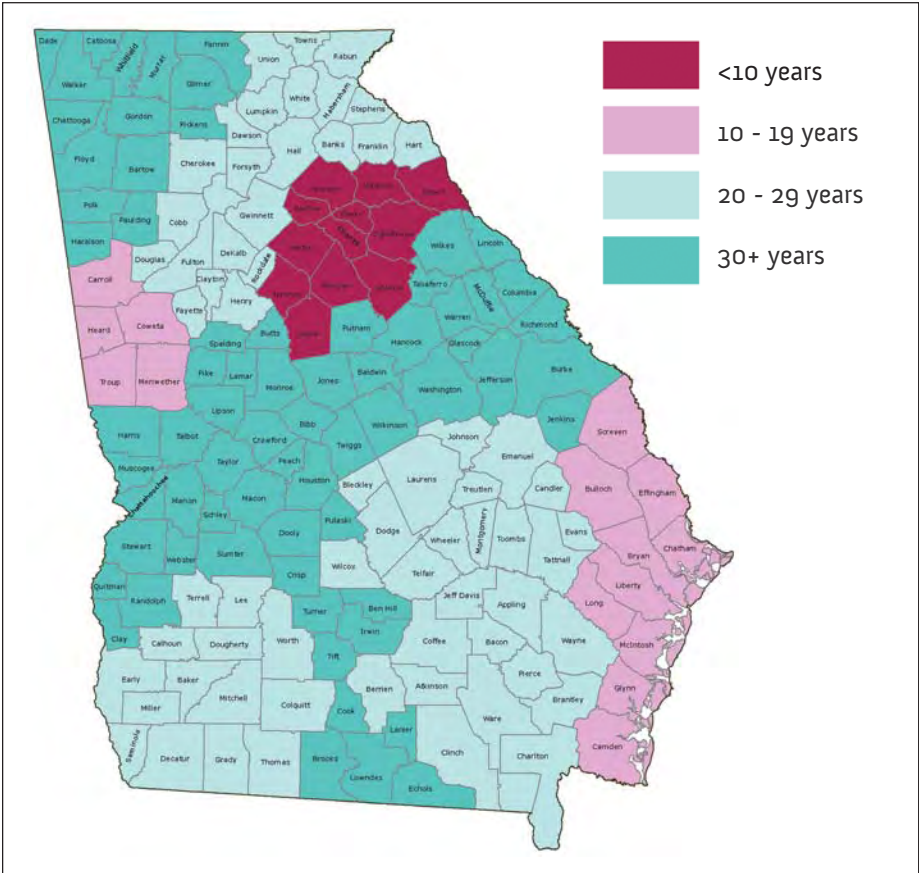 <10 years
10 - 19 years
20 - 29 years
30+ years
Dade
Catoosa
Whitfield
Murray
Fannin
Union
Towns
Rabun
Walker
Gilmer
Lumpkin
White
Habersham
Stephens
Chattooga
Gordon
Pickens
Dawson
Hall
Banks
Franklin
Hart
Floyd
Bartow
Cherokee
Forsyth
Polk
Paulding
Cobb
Gwinnett
Haralson
Douglas
Fulton
DeKalb
Rockdale
Clayton
Henry
Fayette
Wilkes
Lincoln
Carroll
Coweta
Heard
Troup
Meriwether
Taliaferro
McDuffie
Columbia
Warren
Richmond
Spalding
Butts
Putnam
Hancock
Glascock
Burke
Pike
Lamar
Monroe
Jones
Baldwin
Washington
Jefferson
Jenkins
Screven
Upson
Bibb
Wilkinson
Johnson
Emanuel
Harris
Talbot
Crawford
Twiggs
Muscogee
Taylor
Peach
Houston
Bleckley
Laurens
Treutlen
Candler
Bulloch
Effingham
Chattahoochee
Marion
Macon
Schley
Pulaski
Dodge
Wheeler
Montgomery
Toombs
Evans
Tattnall
Bryan
Chatham
Stewart
Webster
Sumter
Dooly
Wilcox
Telfair
Liberty
Long
Quitman
Randolph
Terrell
Lee
Crisp
Turner
Ben Hill
Jeff Davis
Appling
Clay
Calhoun
Dougherty
Worth
Irwin
Coffee
Bacon
Wayne
McIntosh
Early
Baker
Mitchell
Tift
Pierce
Glynn
Miller
Colquitt
Cook
Berrien
Atkinson
Ware
Brantley
Seminole
Decatur
Grady
Thomas
Lanier
Clinch
Charlton
Camden
Lowndes
Echols